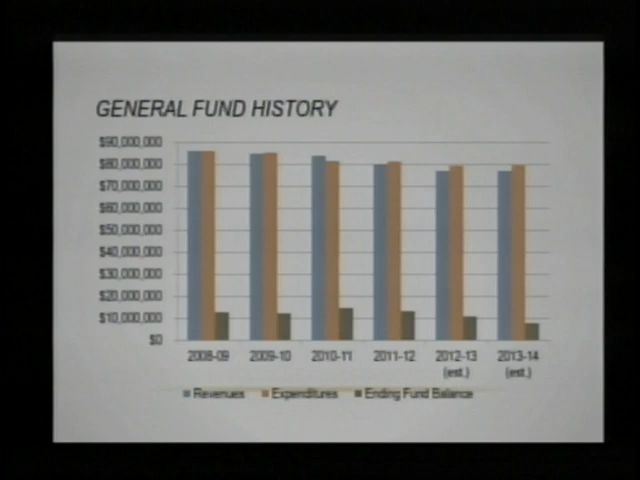 GENERAL FUND HISTORY
$90,000,000
$80,000,000
$70,000,000
$60,000,000
$50,000,000
$40,000,000
$30,000,000
$20,000,000
$10,000,000
$0
2008-09 2009-10 2010-11 2011-12 2012-13 2013-14
(est.) (est.)
Revenues Expenditures Ending Fund Balance